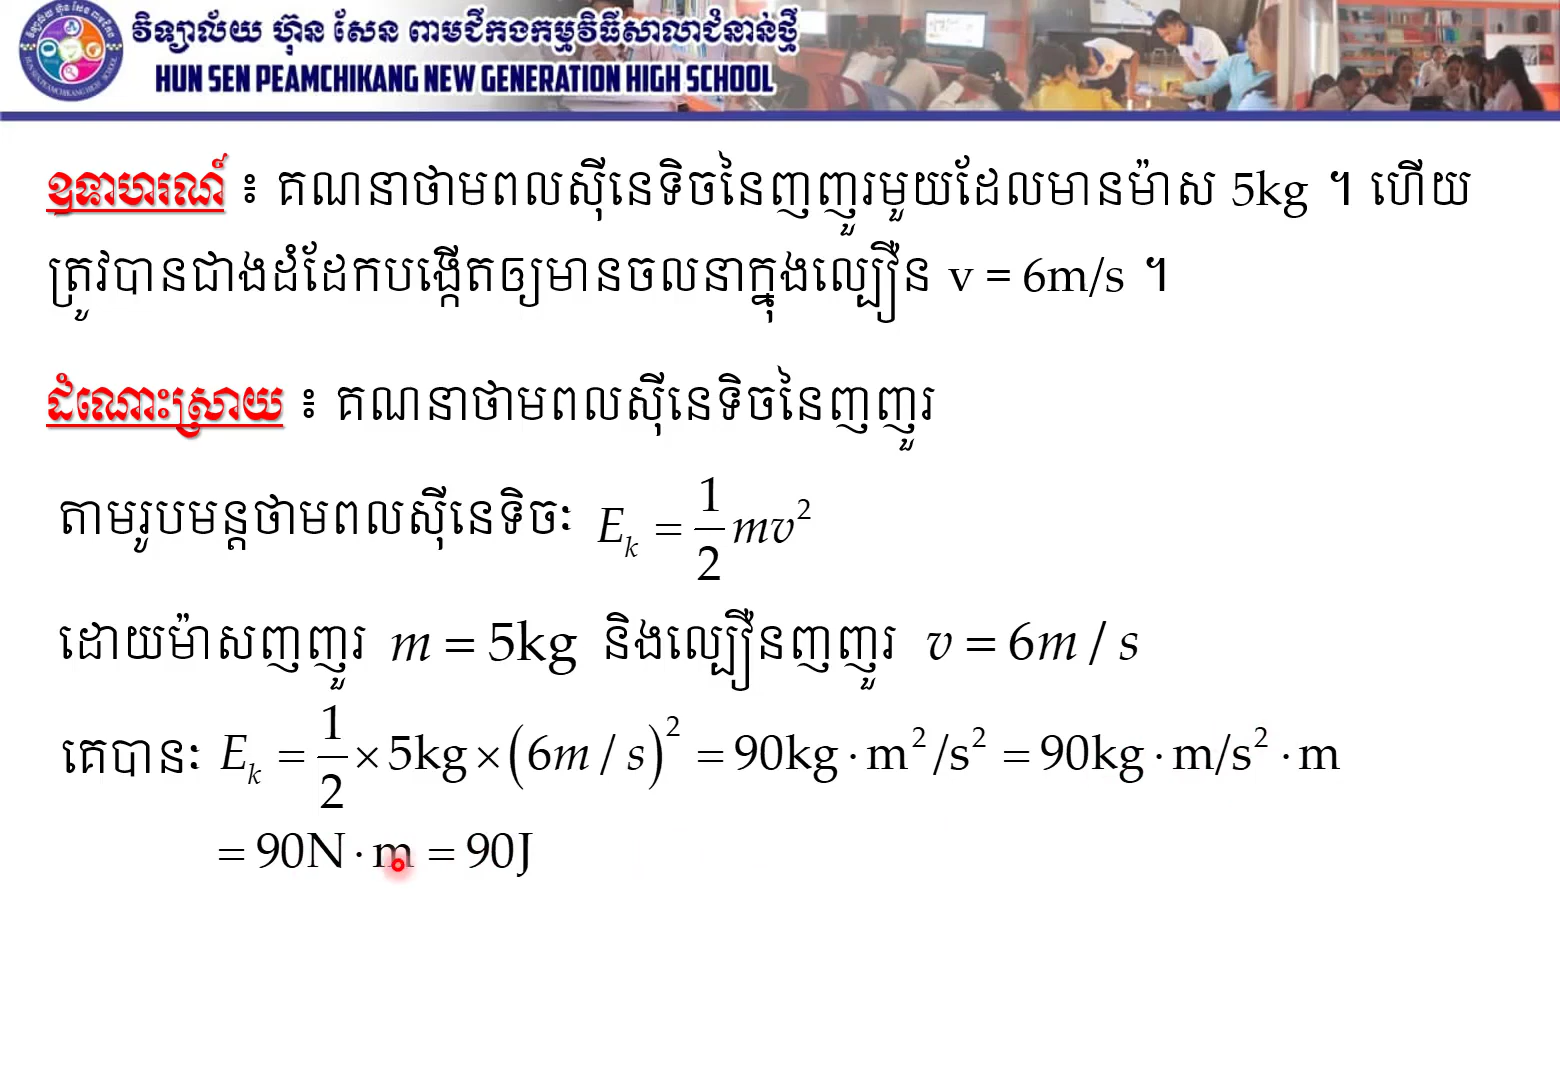 វិទ្យាល័យ ហ៊ុន សែន ពាមជីកងកម្មវិធីសាលាជំនាន់ថ្មី
HUN SEN PEAMCHIKANG NEW GENERATION HIGH SCHOOL
ឧទាហរណ៍ ៖ គណនាថាមពលស៊ីនេទិចនៃញញួរមួយដែលមានម៉ាស 5kg ។ ហើយ
ត្រូវបានជាងដំដែកបង្កើតឲ្យមានចលនាក្នុងល្បឿន v = 6m/s ។
ដំណោះស្រាយ ៖ គណនាថាមពលស៊ីនេទិចនៃញញួរ
តាមរូបមន្តថាមពលស៊ីនេទិចៈ E_k = 1/2 mv²
ដោយម៉ាសញញួរ m = 5kg និងល្បឿនញញួរ v = 6m / s
គេបានៈ E_k = 1/2 × 5kg × (6m / s)² = 90kg · m²/s² = 90kg · m/s² · m
= 90N · m = 90J